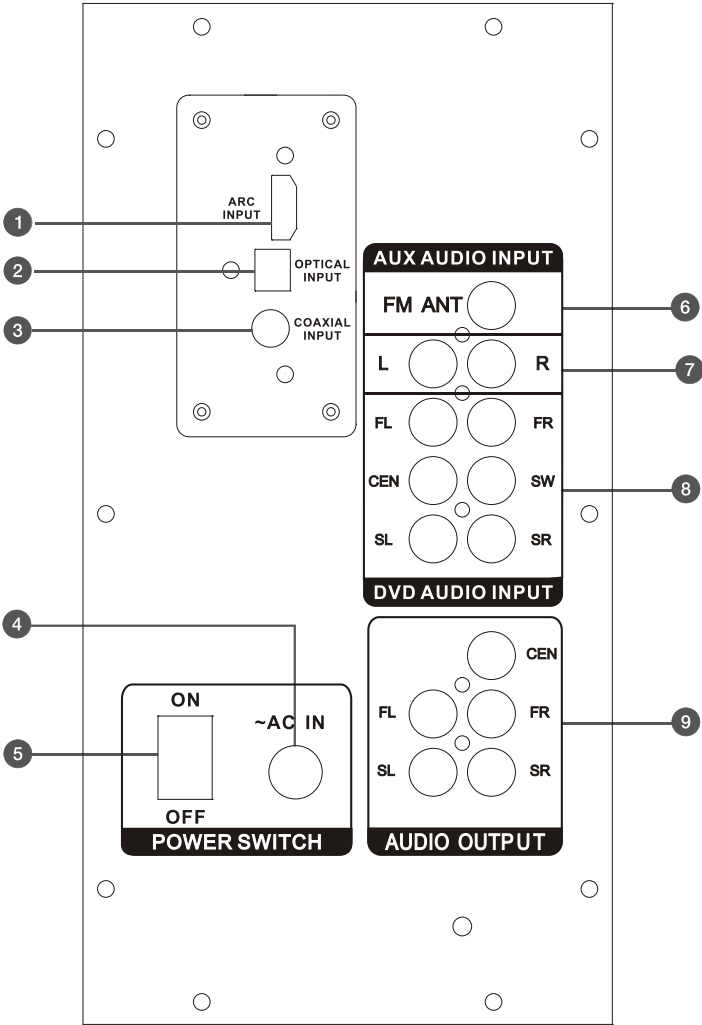 ARC
INPUT
1
2
OPTICAL
INPUT
3
COAXIAL
INPUT
AUX AUDIO INPUT
FM ANT
6
L R
7
FL FR
CEN SW
8
SL SR
DVD AUDIO INPUT
4
CEN
ON
FL FR
9
~AC IN
5
SL SR
OFF
POWER SWITCH
AUDIO OUTPUT